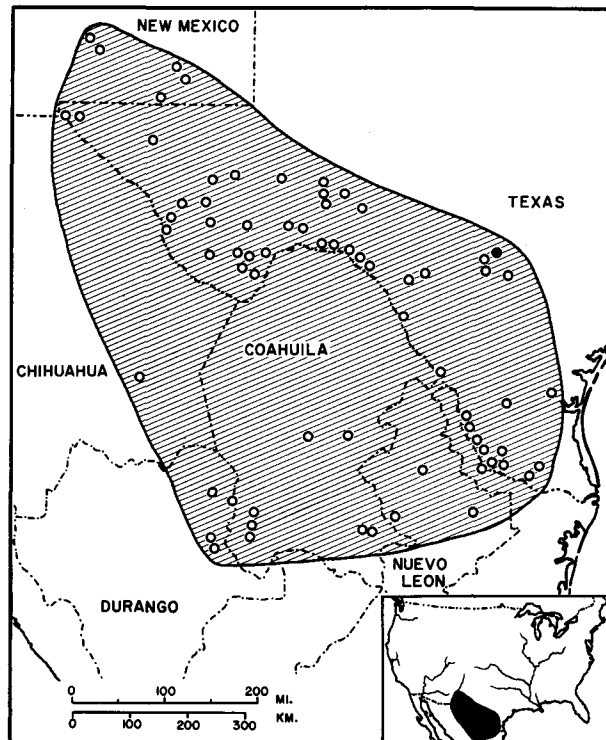 NEW MEXICO
TEXAS
COAHUILA
CHIHUAHUA
NUEVO
LEON
DURANGO
0 100 200
MI.
KM.
0 100 200 300